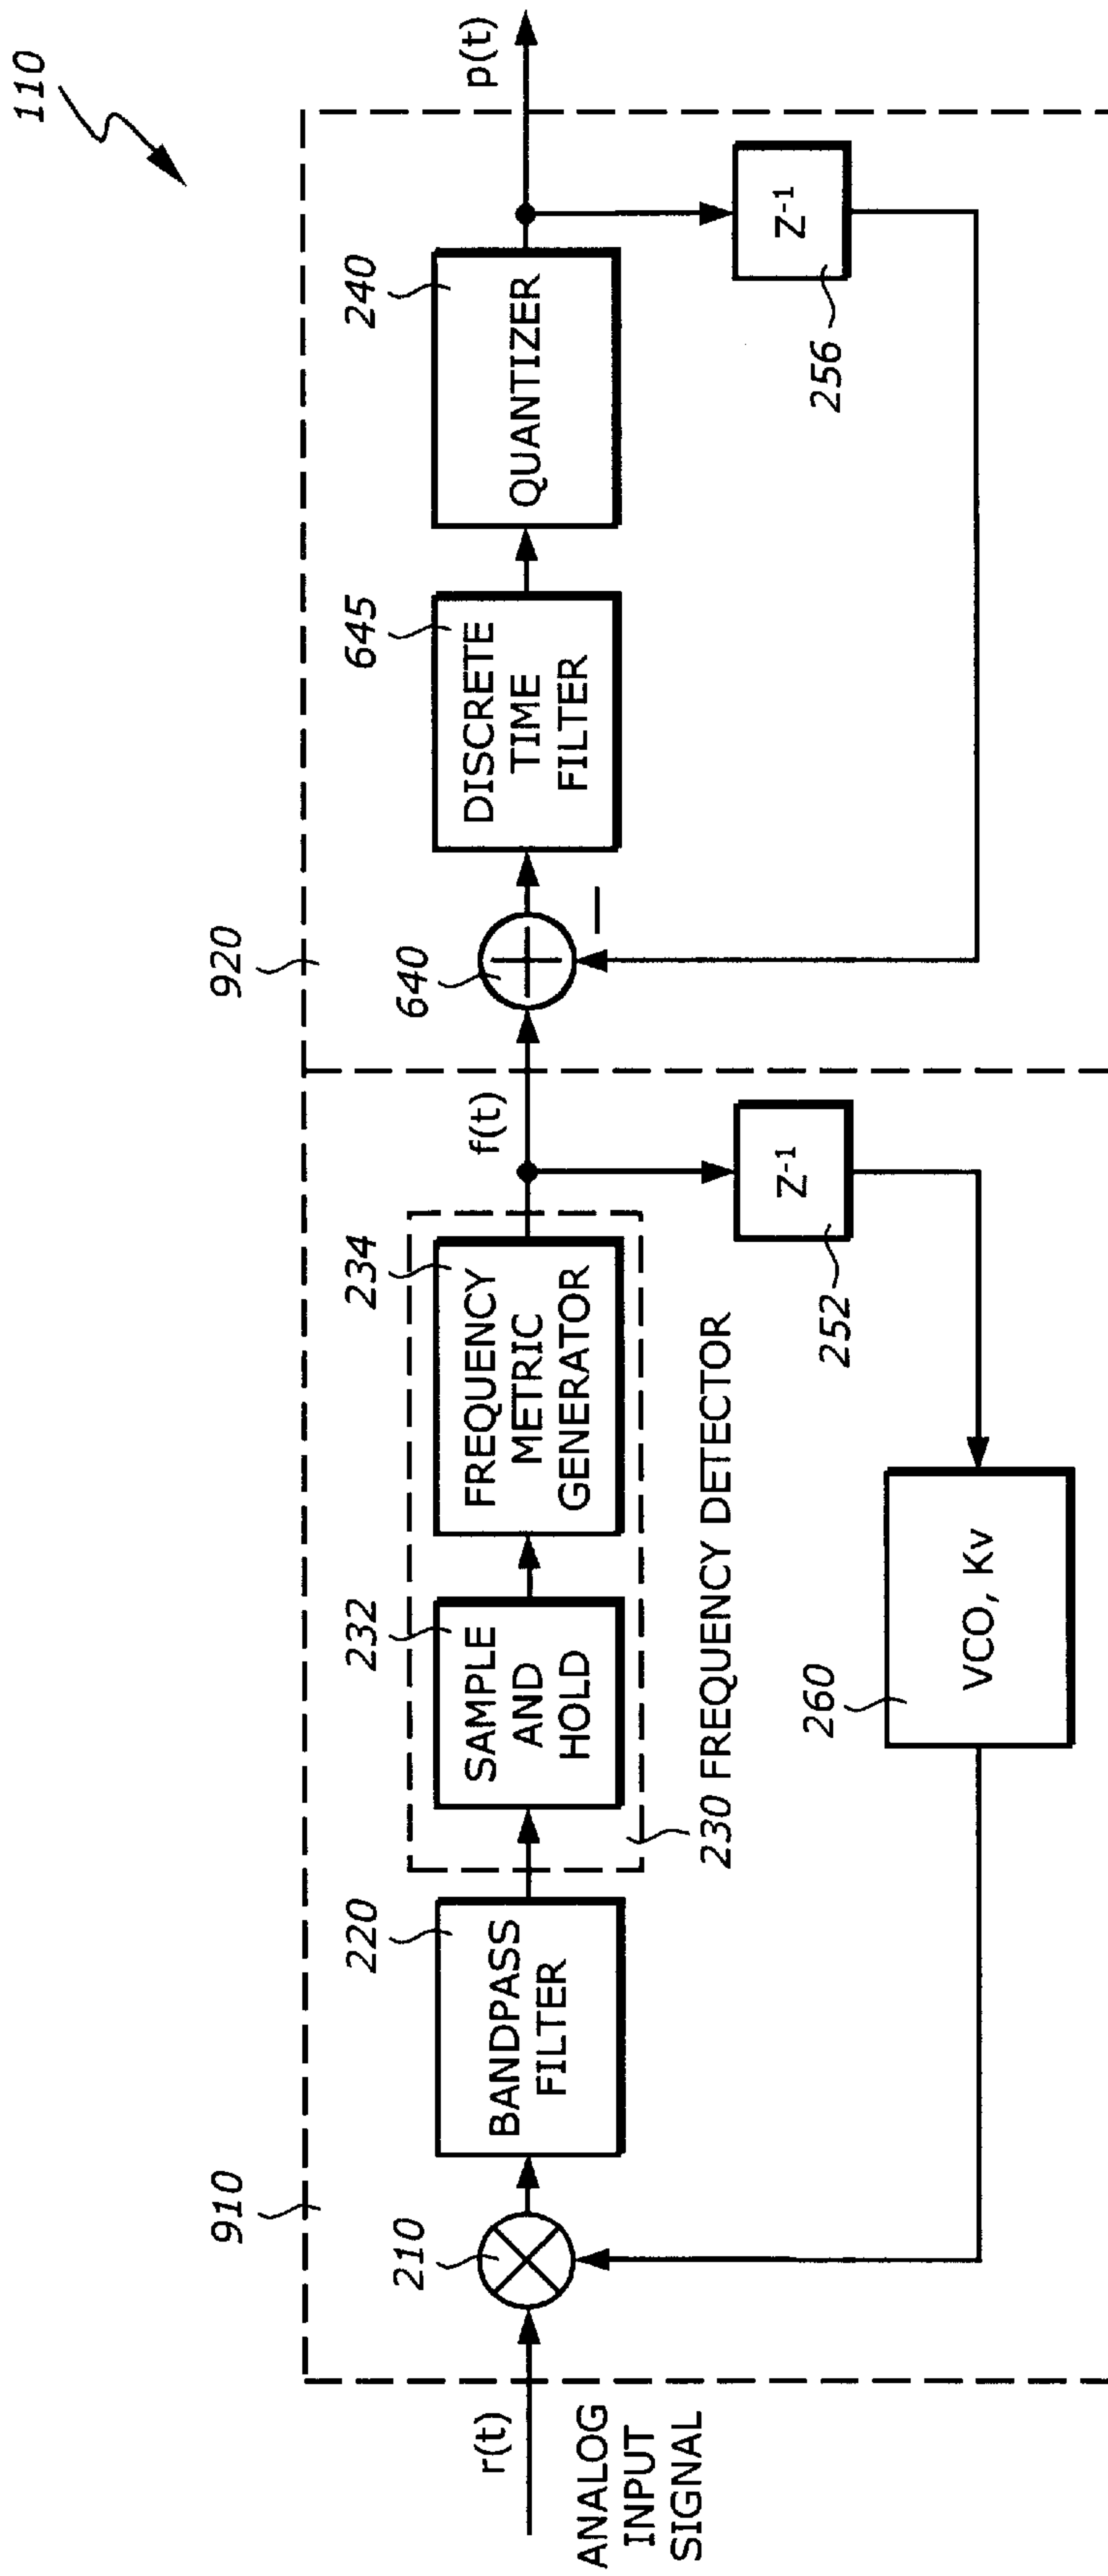 110
910
920
r(t)
ANALOG
INPUT
SIGNAL
210
220
BANDPASS
FILTER
232
SAMPLE
AND
HOLD
234
FREQUENCY
METRIC
GENERATOR
230 FREQUENCY DETECTOR
f(t)
Z-1
252
260
VCO, Kv
640
+
−
645
DISCRETE
TIME
FILTER
240
QUANTIZER
p(t)
Z-1
256